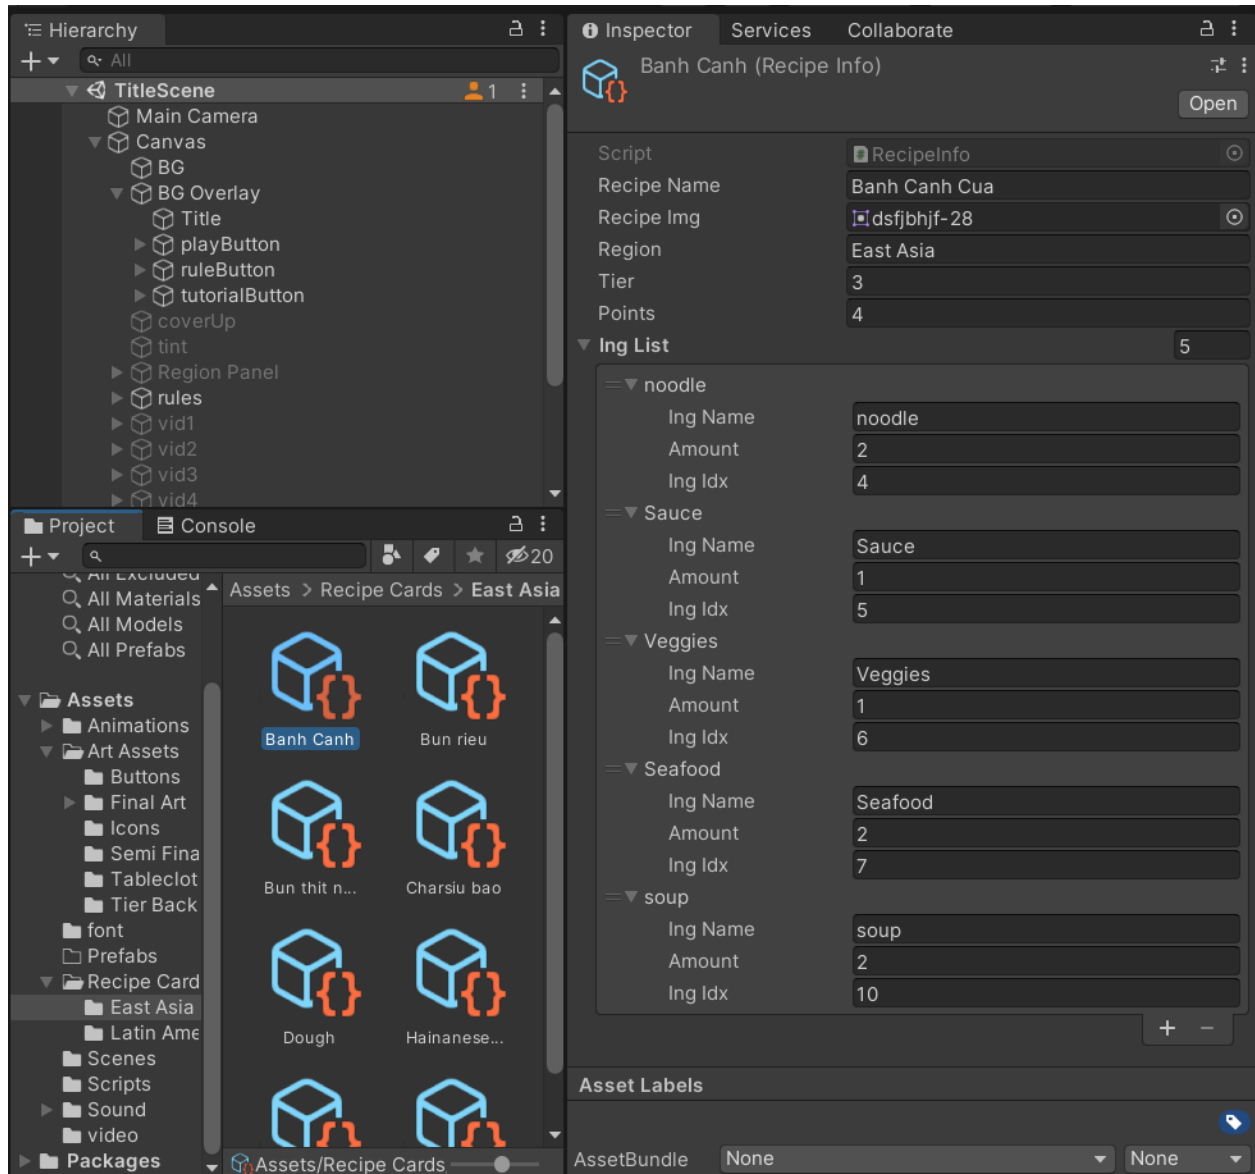 Hierarchy
All
TitleScene 1
Main Camera
Canvas
BG
BG Overlay
Title
playButton
ruleButton
tutorialButton
coverUp
tint
Region Panel
rules
vid1
vid2
vid3
vid4
Project Console
20
All Excluded
All Materials
All Models
All Prefabs
Assets
Animations
Art Assets
Buttons
Final Art
Icons
Semi Fina
Tableclot
Tier Back
font
Prefabs
Recipe Card
East Asia
Latin Ame
Scenes
Scripts
Sound
video
Packages
Assets > Recipe Cards > East Asia
Banh Canh Bun rieu
Bun thit n... Charsiu bao
Dough Hainanese...
Assets/Recipe Cards
Inspector Services Collaborate
Banh Canh (Recipe Info)
Open
Script RecipeInfo
Recipe Name Banh Canh Cua
Recipe Img dsfjbhjf-28
Region East Asia
Tier 3
Points 4
Ing List 5
noodle
Ing Name noodle
Amount 2
Ing Idx 4
Sauce
Ing Name Sauce
Amount 1
Ing Idx 5
Veggies
Ing Name Veggies
Amount 1
Ing Idx 6
Seafood
Ing Name Seafood
Amount 2
Ing Idx 7
soup
Ing Name soup
Amount 2
Ing Idx 10
Asset Labels
AssetBundle None None